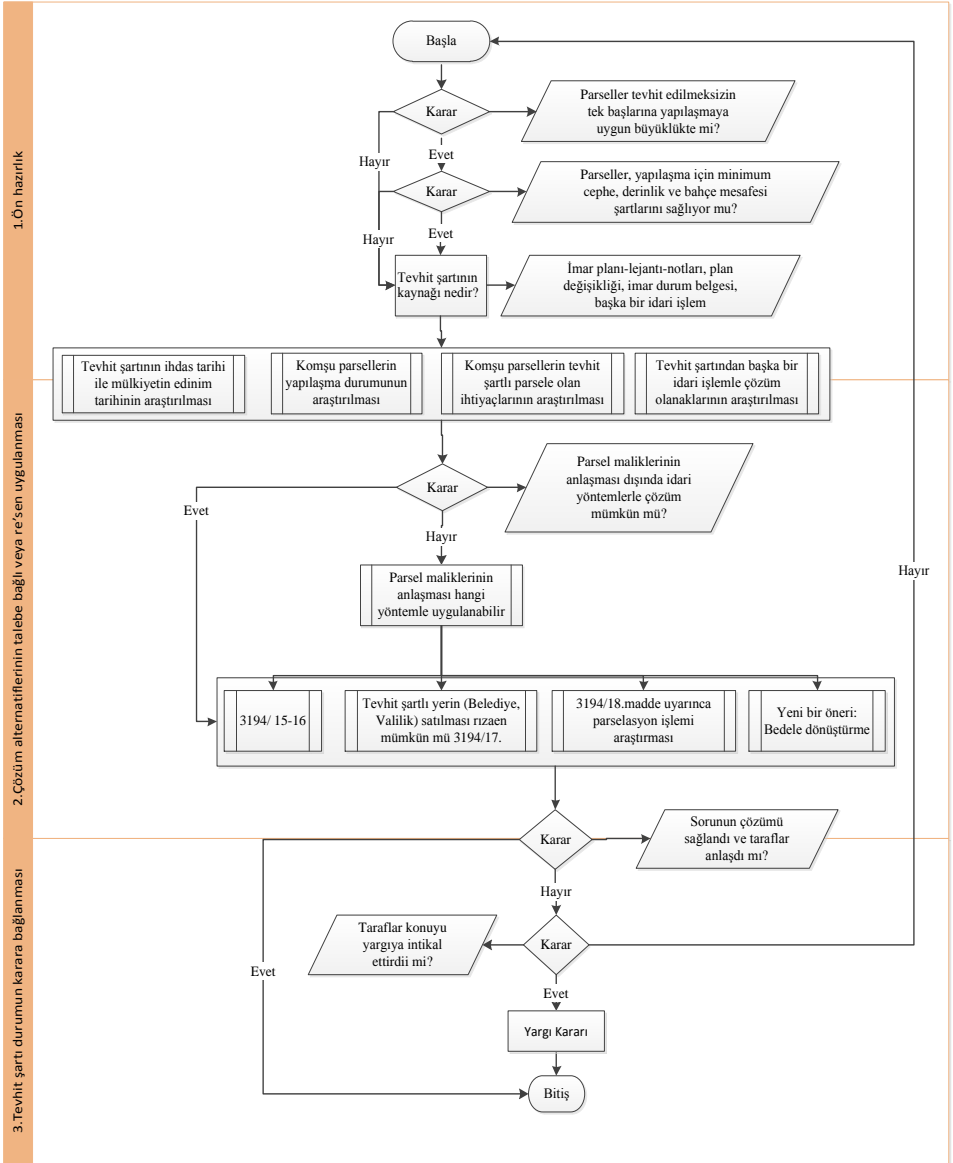 1.Ön hazırlık
Başla
Karar
Parseller tevhit edilmeksizin
tek başlarına yapılaşmaya
uygun büyüklükte mi?
Hayır
Evet
Karar
Parseller, yapılaşma için minimum
cephe, derinlik ve bahçe mesafesi
şartlarını sağlıyor mu?
Hayır
Evet
Tevhit şartının
kaynağı nedir?
İmar planı-lejantı-notları, plan
değişikliği, imar durum belgesi,
başka bir idari işlem
Tevhit şartının ihdas tarihi
ile mülkiyetin edinim
tarihinin araştırılması
Komşu parsellerin
yapılaşma durumunun
araştırılması
Komşu parsellerin tevhit
şartlı parsele olan
ihtiyaçlarının araştırılması
Tevhit şartından başka bir
idari işlemle çözüm
olanaklarının araştırılması
2.Çözüm alternatiflerinin talebe bağlı veya re'sen uygulanması
Karar
Parsel maliklerinin
anlaşması dışında idari
yöntemlerle çözüm
mümkün mü?
Evet
Hayır
Parsel maliklerinin
anlaşması hangi
yöntemle uygulanabilir
Hayır
3194/ 15-16
Tevhit şartlı yerin (Belediye,
Valilik) satılması rızaen
mümkün mü 3194/17.
3194/18.madde uyarınca
parselasyon işlemi
araştırması
Yeni bir öneri:
Bedele dönüştürme
3.Tevhit şartı durumun karara bağlanması
Karar
Sorunun çözümü
sağlandı ve taraflar
anlaşdı mı?
Hayır
Taraflar konuyu
yargıya intikal
ettirdii mi?
Karar
Evet
Evet
Yargı Kararı
Bitiş